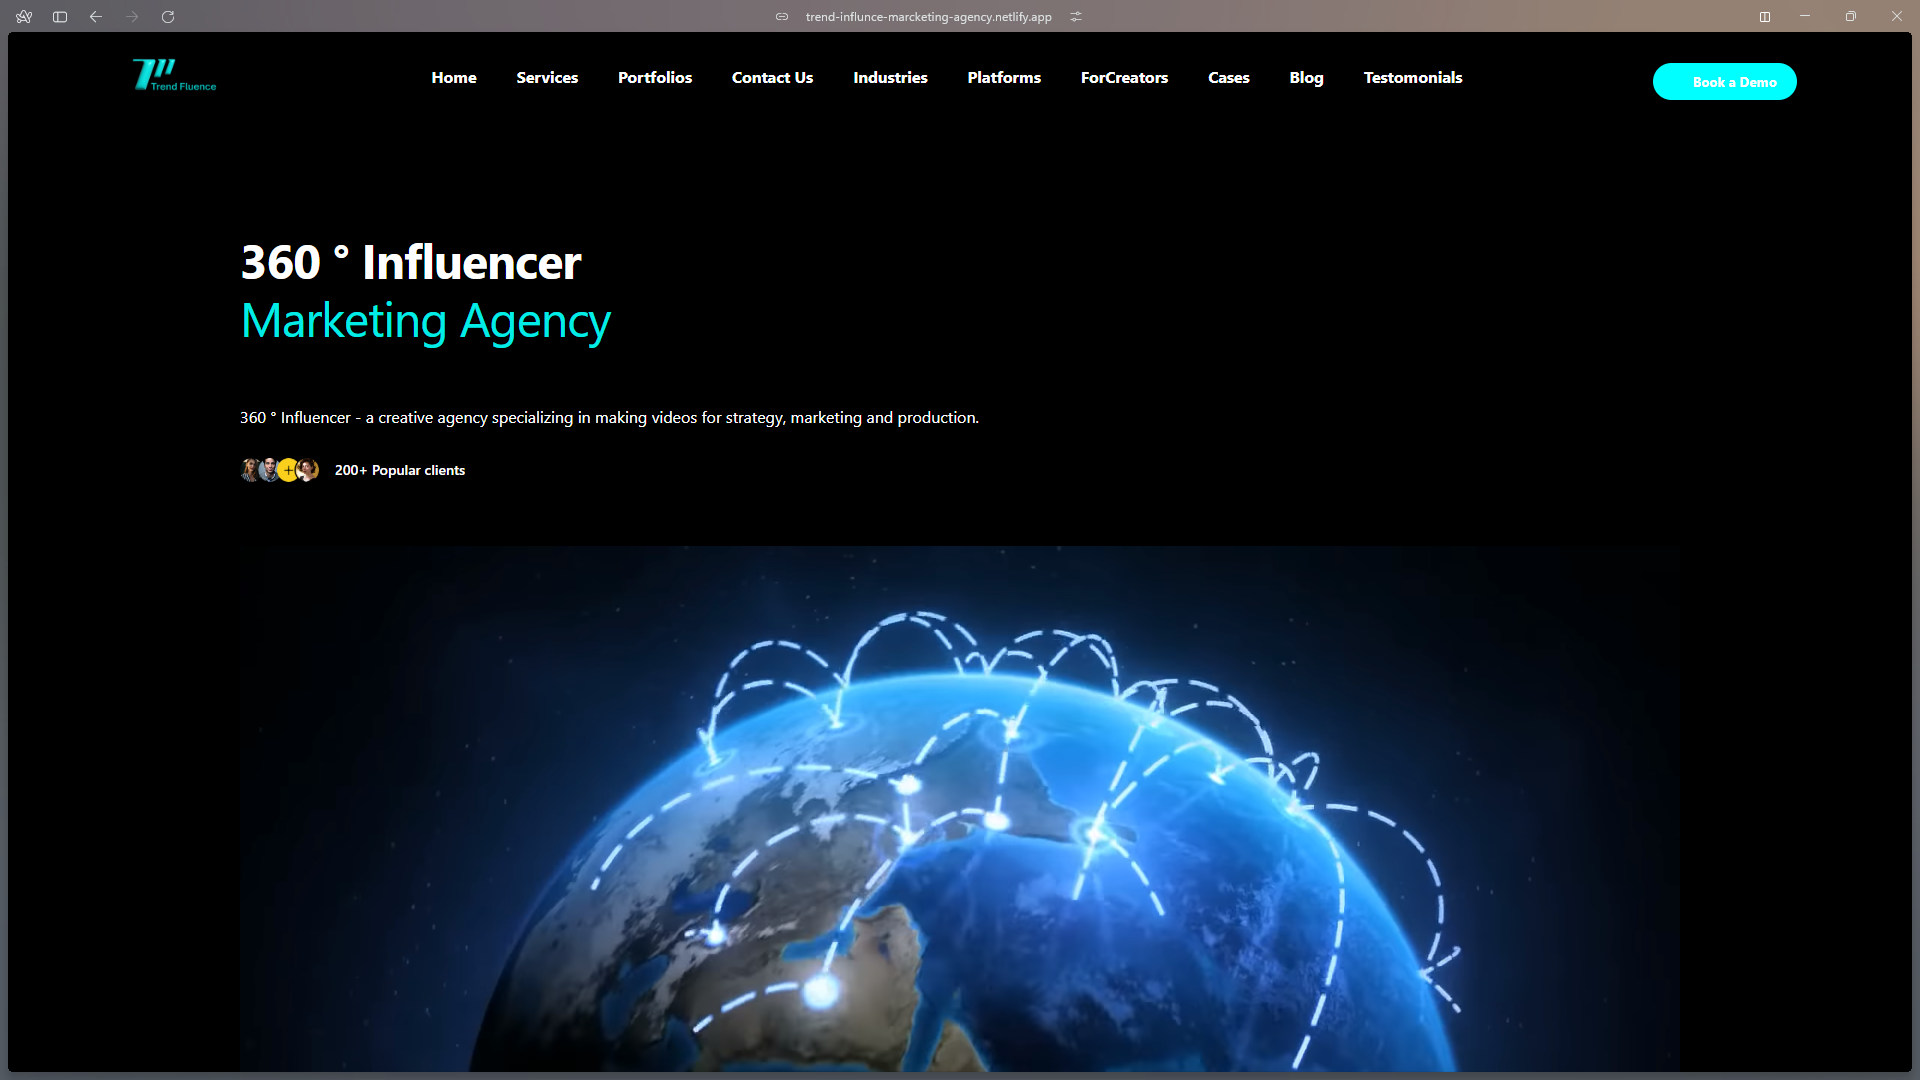 trend-influnce-marcketing-agency.netlify.app
Trend Fluence
Home Services Portfolios Contact Us Industries Platforms ForCreators Cases Blog Testomonials
Book a Demo
360 ° Influencer
Marketing Agency
360 ° Influencer - a creative agency specializing in making videos for strategy, marketing and production.
200+ Popular clients